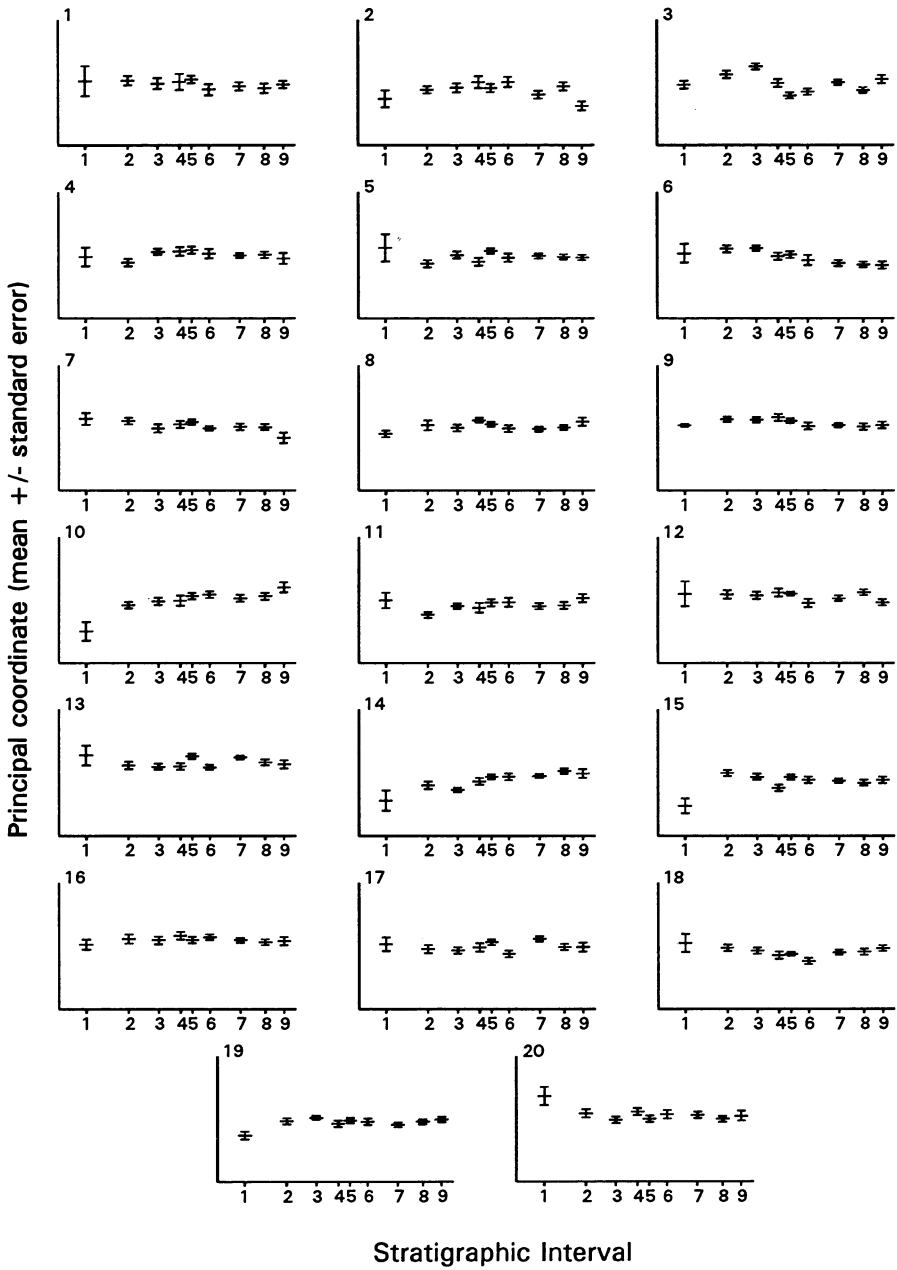 Principal coordinate (mean +/- standard error)
1 2 3
1 2 3 45 6 7 8 9 1 2 3 45 6 7 8 9 1 2 3 45 6 7 8 9
4 5 6
1 2 3 45 6 7 8 9 1 2 3 45 6 7 8 9 1 2 3 45 6 7 8 9
7 8 9
1 2 3 45 6 7 8 9 1 2 3 45 6 7 8 9 1 2 3 45 6 7 8 9
10 11 12
1 2 3 45 6 7 8 9 1 2 3 45 6 7 8 9 1 2 3 45 6 7 8 9
13 14 15
1 2 3 45 6 7 8 9 1 2 3 45 6 7 8 9 1 2 3 45 6 7 8 9
16 17 18
1 2 3 45 6 7 8 9 1 2 3 45 6 7 8 9 1 2 3 45 6 7 8 9
19 20
1 2 3 45 6 7 8 9 1 2 3 45 6 7 8 9
Stratigraphic Interval